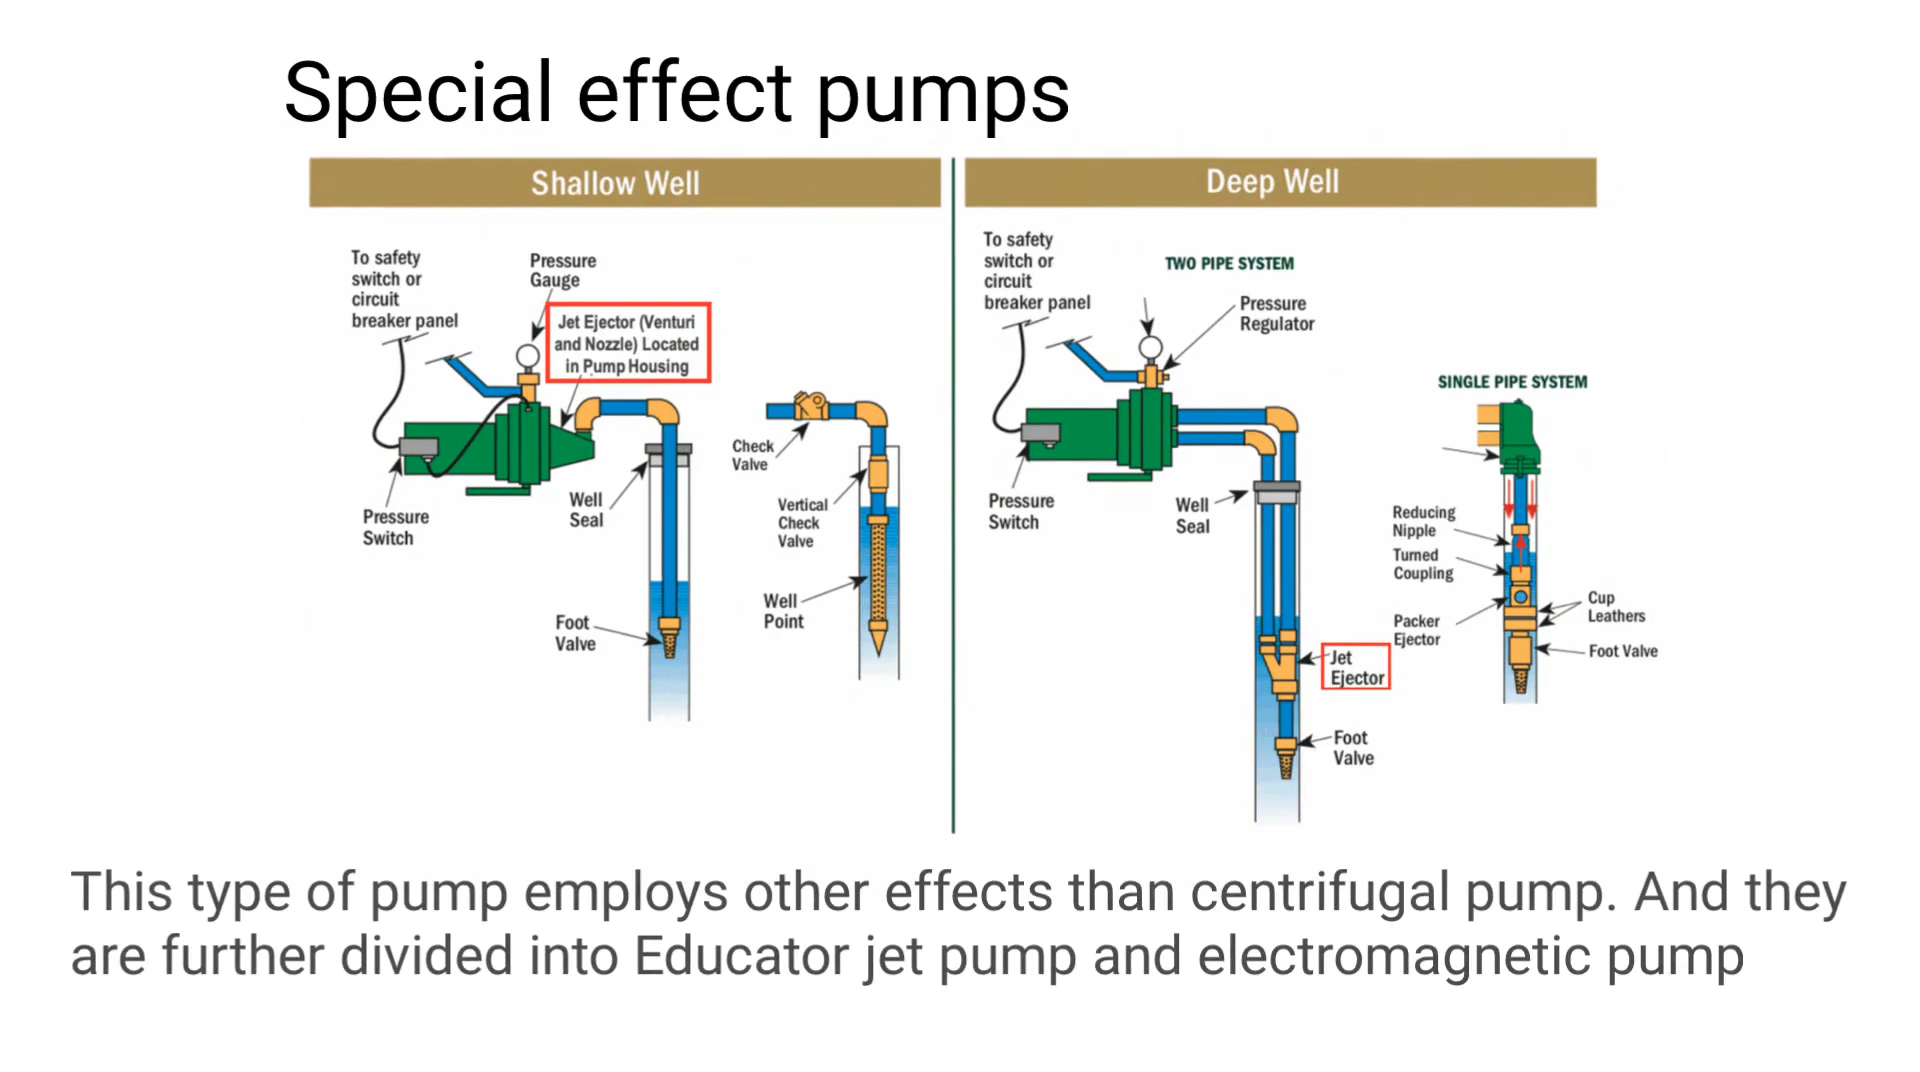 Special effect pumps
Shallow Well
To safety
switch or
circuit
breaker panel
Pressure
Gauge
Jet Ejector (Venturi
and Nozzle) Located
in Pump Housing
Pressure
Switch
Well
Seal
Foot
Valve
Check
Valve
Vertical
Check
Valve
Well
Point
Deep Well
To safety
switch or
circuit
breaker panel
TWO PIPE SYSTEM
Pressure
Regulator
Pressure
Switch
Well
Seal
Jet
Ejector
Foot
Valve
SINGLE PIPE SYSTEM
Reducing
Nipple
Turned
Coupling
Packer
Ejector
Cup
Leathers
Foot Valve
This type of pump employs other effects than centrifugal pump. And they
are further divided into Educator jet pump and electromagnetic pump